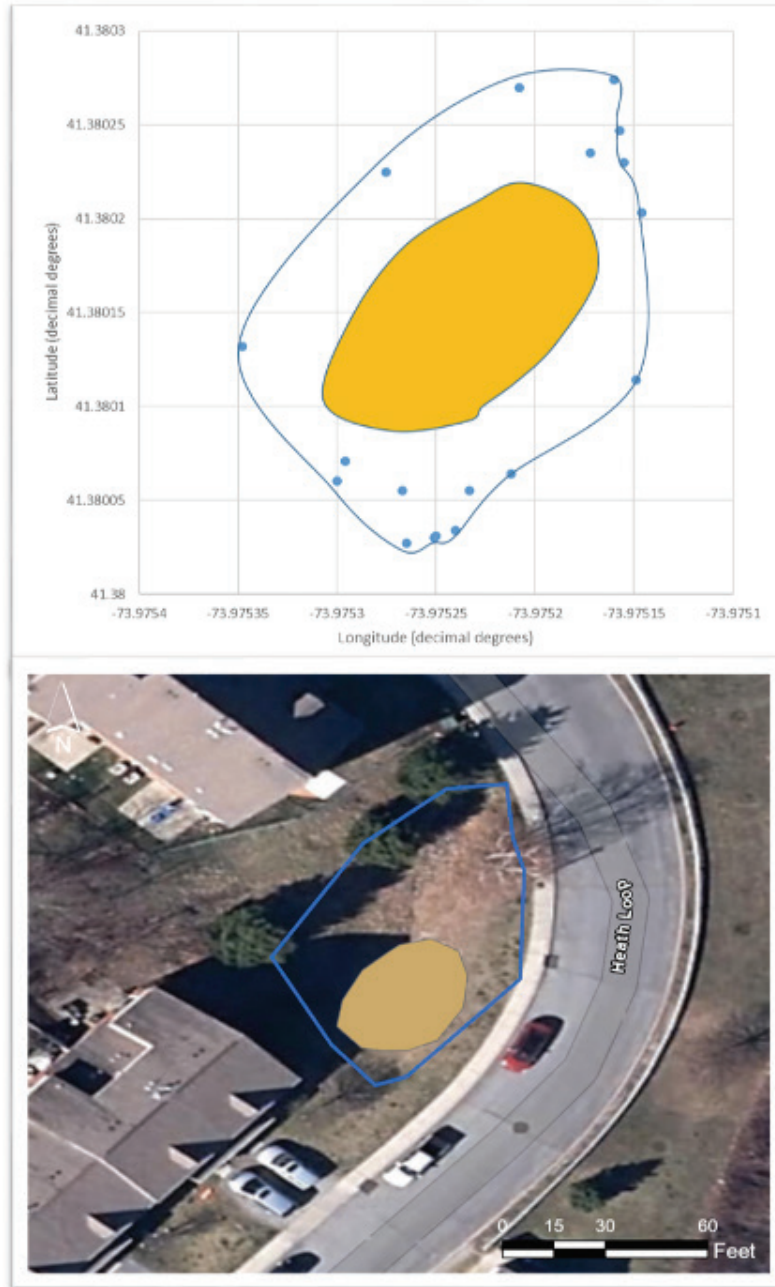 41.3803
41.38025
41.3802
41.38015
41.3801
41.38005
41.38
Latitude (decimal degrees)
-73.9754 -73.97535 -73.9753 -73.97525 -73.9752 -73.97515 -73.9751
Longitude (decimal degrees)
N
Heath Loop
0 15 30 60
Feet